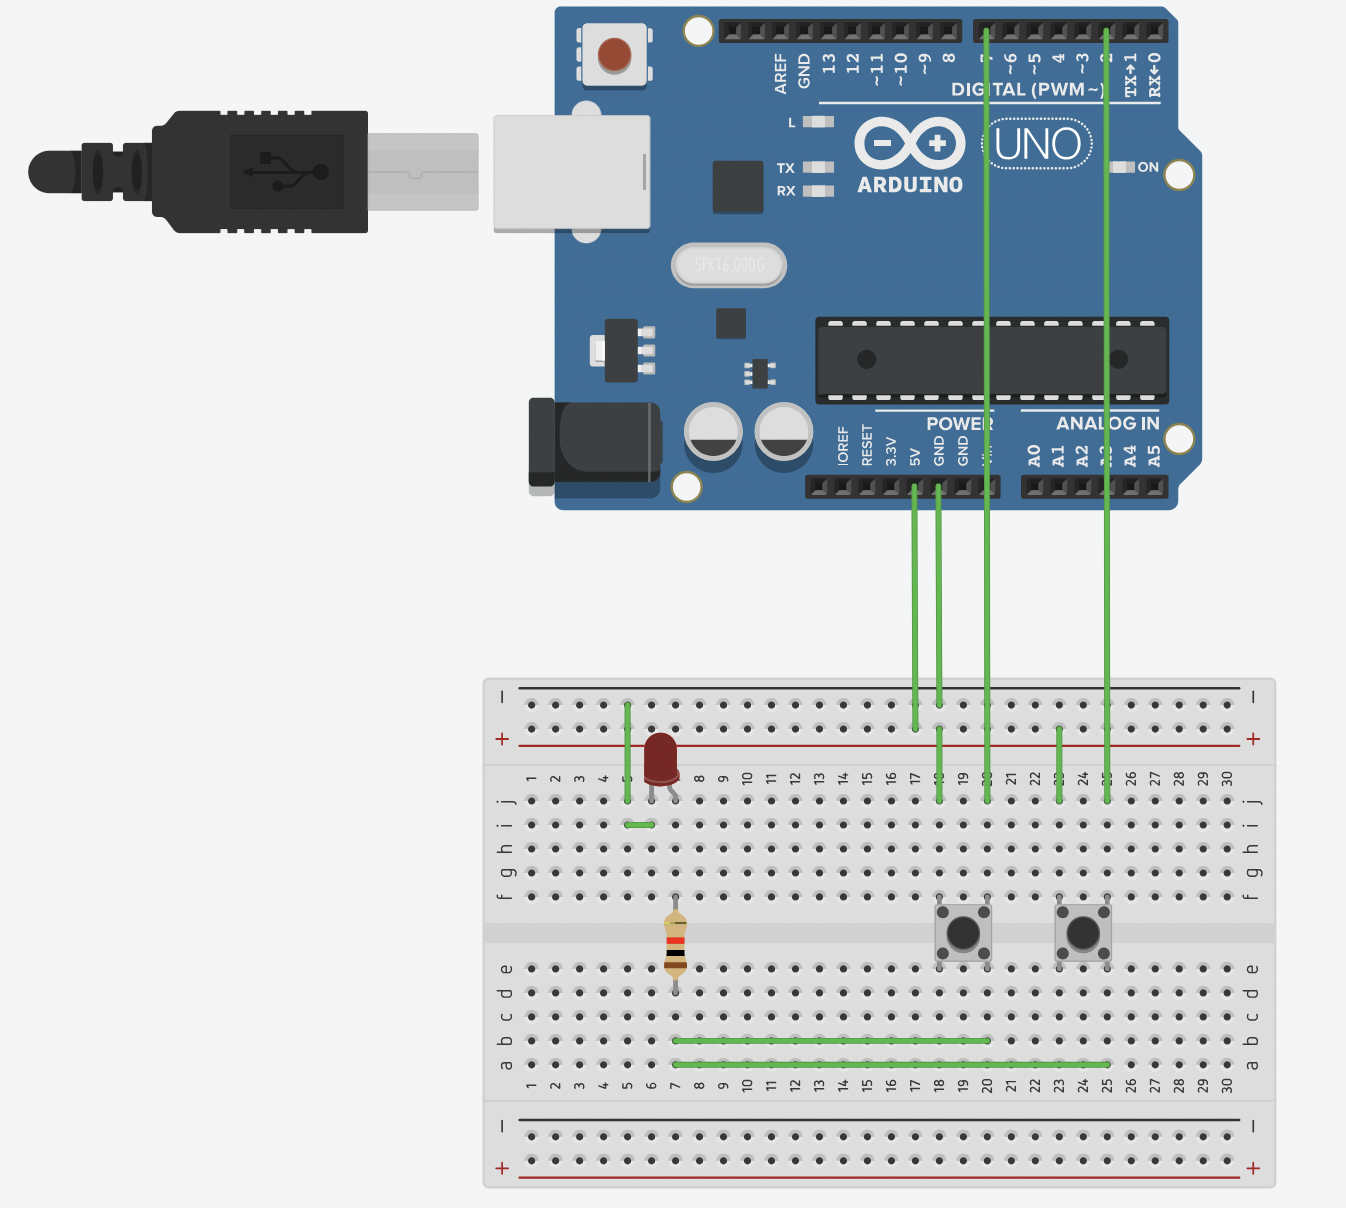 AREF
GND
13
12
~11
~10
~9
8
~6
~5
4
~3
2
TX→1
RX←0
DIGITAL (PWM~)
L
TX
RX
UNO
ON
ARDUINO
SPK16.000G
POWER
ANALOG IN
IOREF
RESET
3.3V
5V
GND
GND
A0
A1
A2
A3
A4
A5
− −
+ +
1 2 3 4 5 6 8 9 10 11 12 13 14 15 16 17 18 19 20 21 22 23 24 25 26 27 28 29 30
j j
i i
h h
g g
f f
e e
d d
c c
b b
a a
1 2 3 4 5 6 7 8 9 10 11 12 13 14 15 16 17 18 19 20 21 22 23 24 25 26 27 28 29 30
− −
+ +